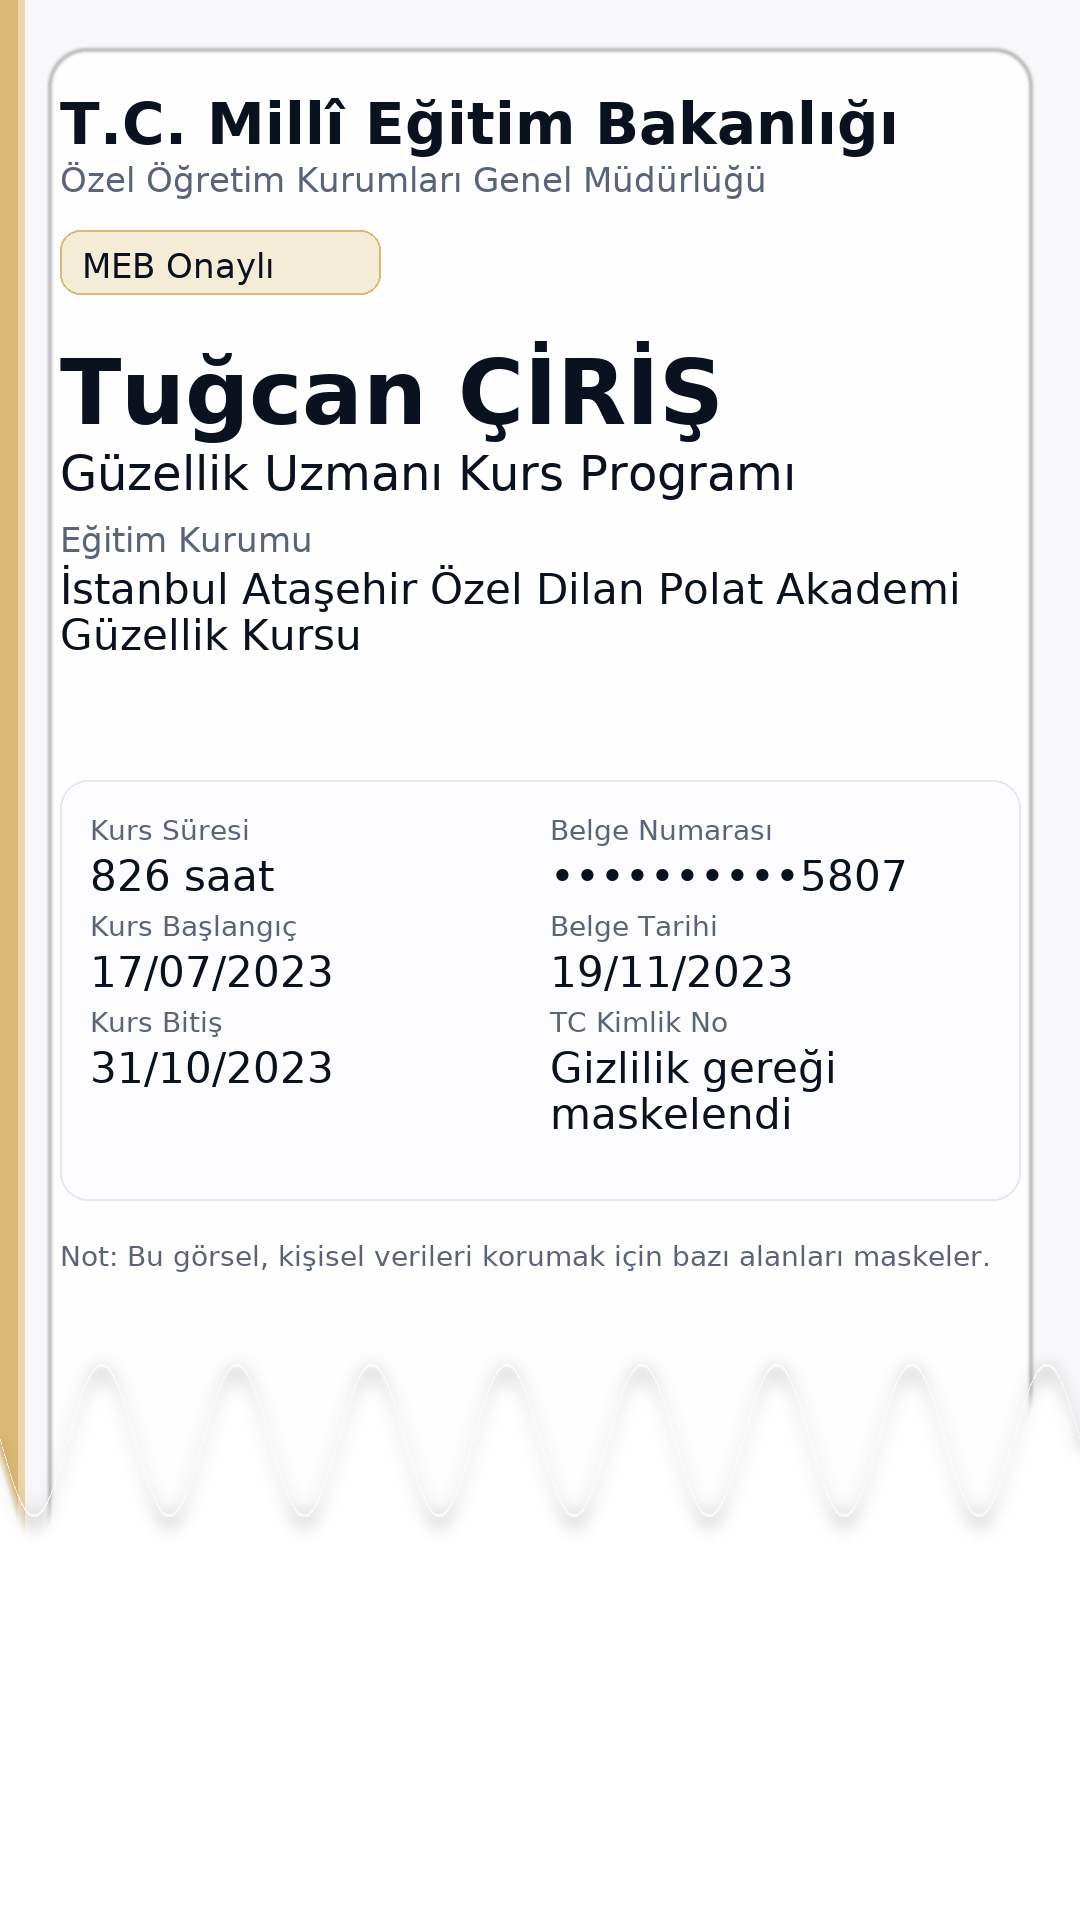 T.C. Millî Eğitim Bakanlığı
Özel Öğretim Kurumları Genel Müdürlüğü
MEB Onaylı
Tuğcan ÇİRİŞ
Güzellik Uzmanı Kurs Programı
Eğitim Kurumu
İstanbul Ataşehir Özel Dilan Polat Akademi
Güzellik Kursu
Kurs Süresi
826 saat
Kurs Başlangıç
17/07/2023
Kurs Bitiş
31/10/2023
Belge Numarası
••••••••••5807
Belge Tarihi
19/11/2023
TC Kimlik No
Gizlilik gereği
maskelendi
Not: Bu görsel, kişisel verileri korumak için bazı alanları maskeler.